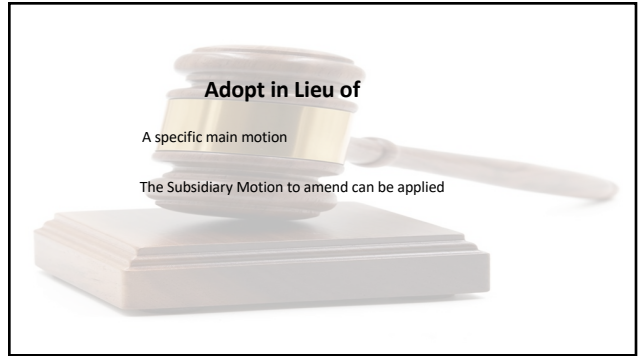 Adopt in Lieu of
A specific main motion
The Subsidiary Motion to amend can be applied